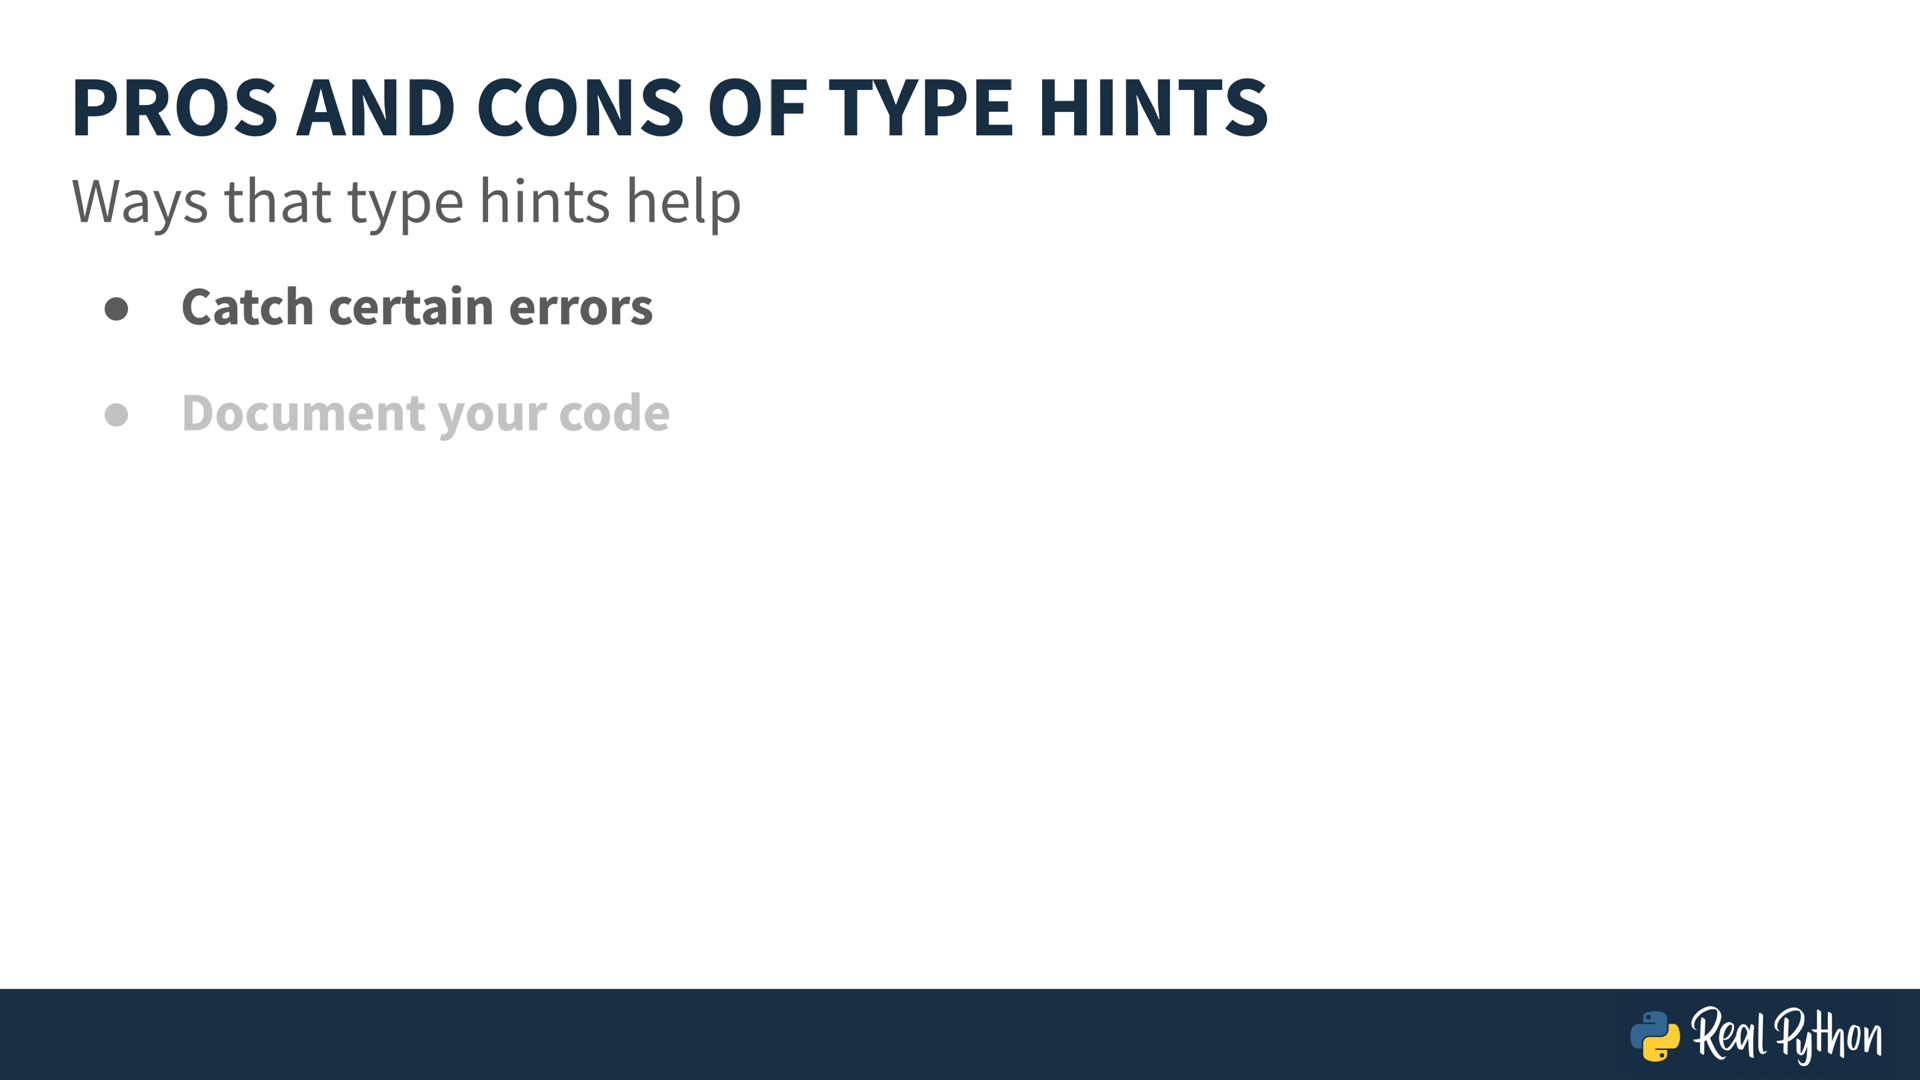 PROS AND CONS OF TYPE HINTS
Ways that type hints help
● Catch certain errors
● Document your code
Real Python